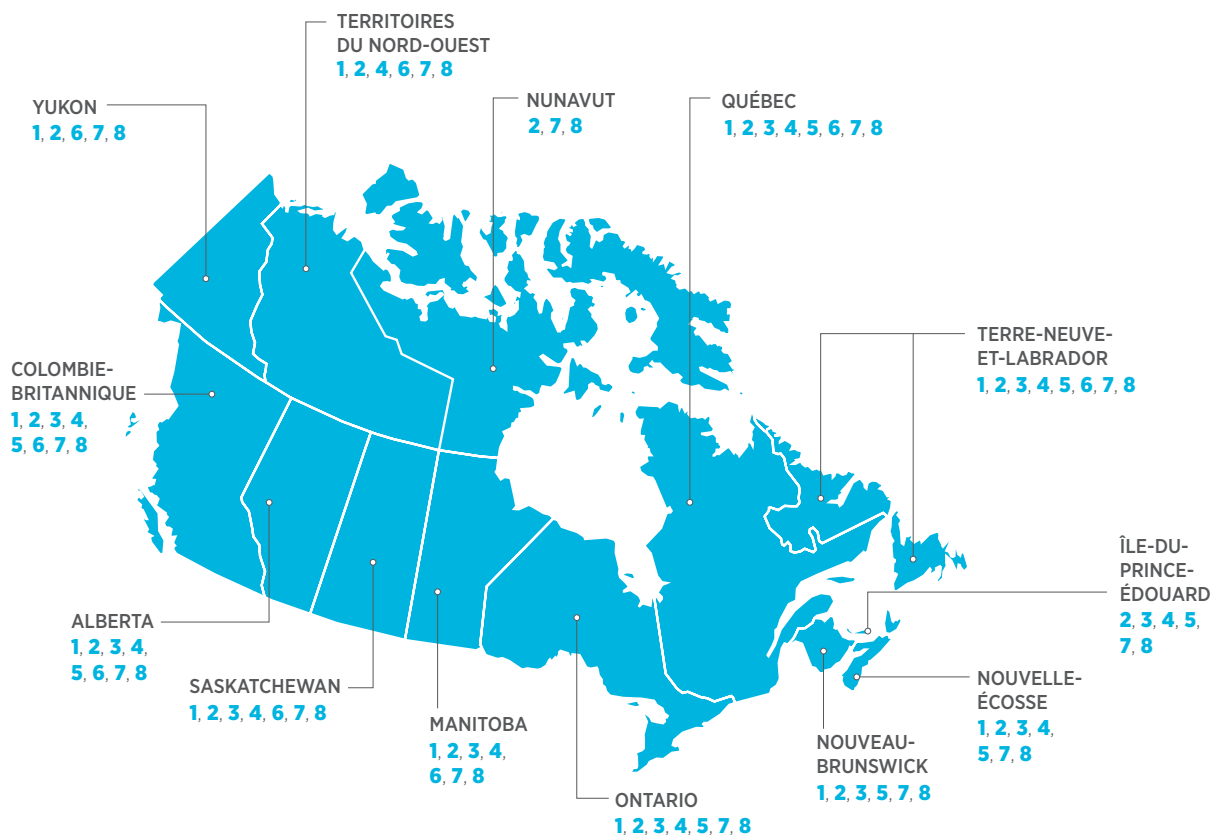 TERRITOIRES
DU NORD-OUEST
1, 2, 4, 6, 7, 8
YUKON
1, 2, 6, 7, 8
NUNAVUT
2, 7, 8
QUÉBEC
1, 2, 3, 4, 5, 6, 7, 8
TERRE-NEUVE-
ET-LABRADOR
1, 2, 3, 4, 5, 6, 7, 8
COLOMBIE-
BRITANNIQUE
1, 2, 3, 4,
5, 6, 7, 8
ÎLE-DU-
PRINCE-
ÉDOUARD
2, 3, 4, 5,
7, 8
ALBERTA
1, 2, 3, 4,
5, 6, 7, 8
SASKATCHEWAN
1, 2, 3, 4, 6, 7, 8
MANITOBA
1, 2, 3, 4,
6, 7, 8
ONTARIO
1, 2, 3, 4, 5, 7, 8
NOUVEAU-
BRUNSWICK
1, 2, 3, 5, 7, 8
NOUVELLE-
ÉCOSSE
1, 2, 3, 4,
5, 7, 8